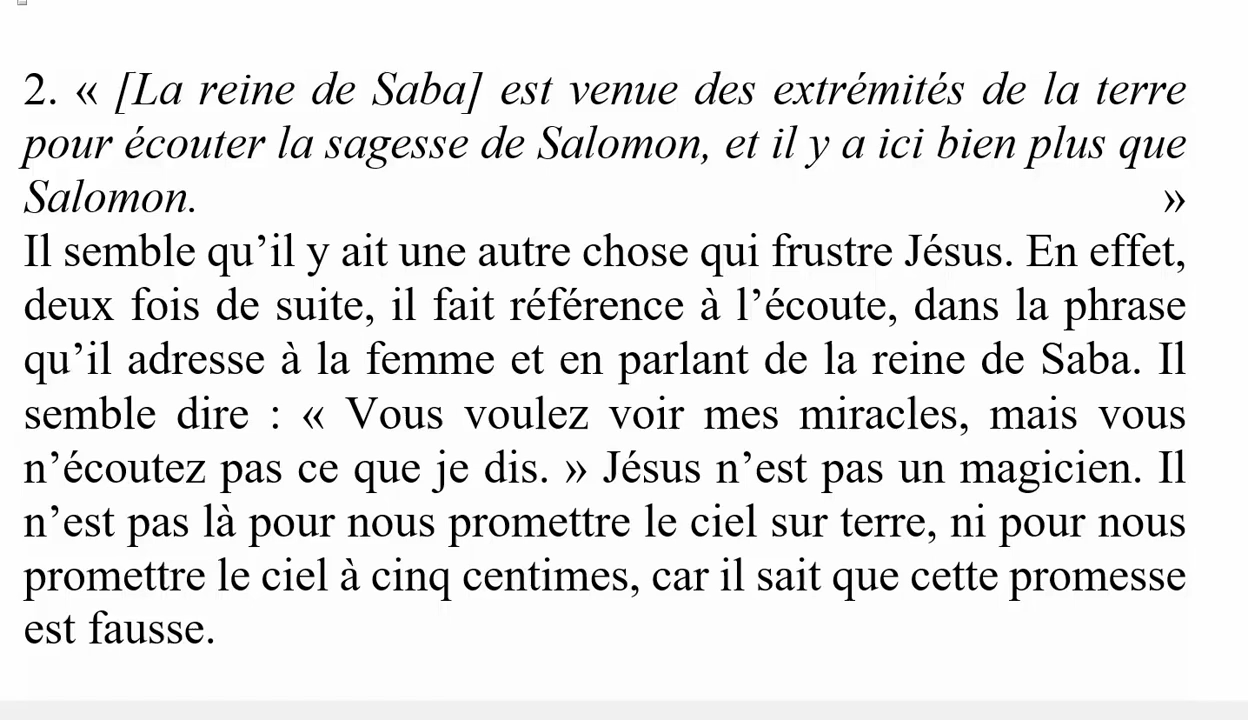 2. « [La reine de Saba] est venue des extrémités de la terre
pour écouter la sagesse de Salomon, et il y a ici bien plus que
Salomon. »
Il semble qu’il y ait une autre chose qui frustre Jésus. En effet,
deux fois de suite, il fait référence à l’écoute, dans la phrase
qu’il adresse à la femme et en parlant de la reine de Saba. Il
semble dire : « Vous voulez voir mes miracles, mais vous
n’écoutez pas ce que je dis. » Jésus n’est pas un magicien. Il
n’est pas là pour nous promettre le ciel sur terre, ni pour nous
promettre le ciel à cinq centimes, car il sait que cette promesse
est fausse.